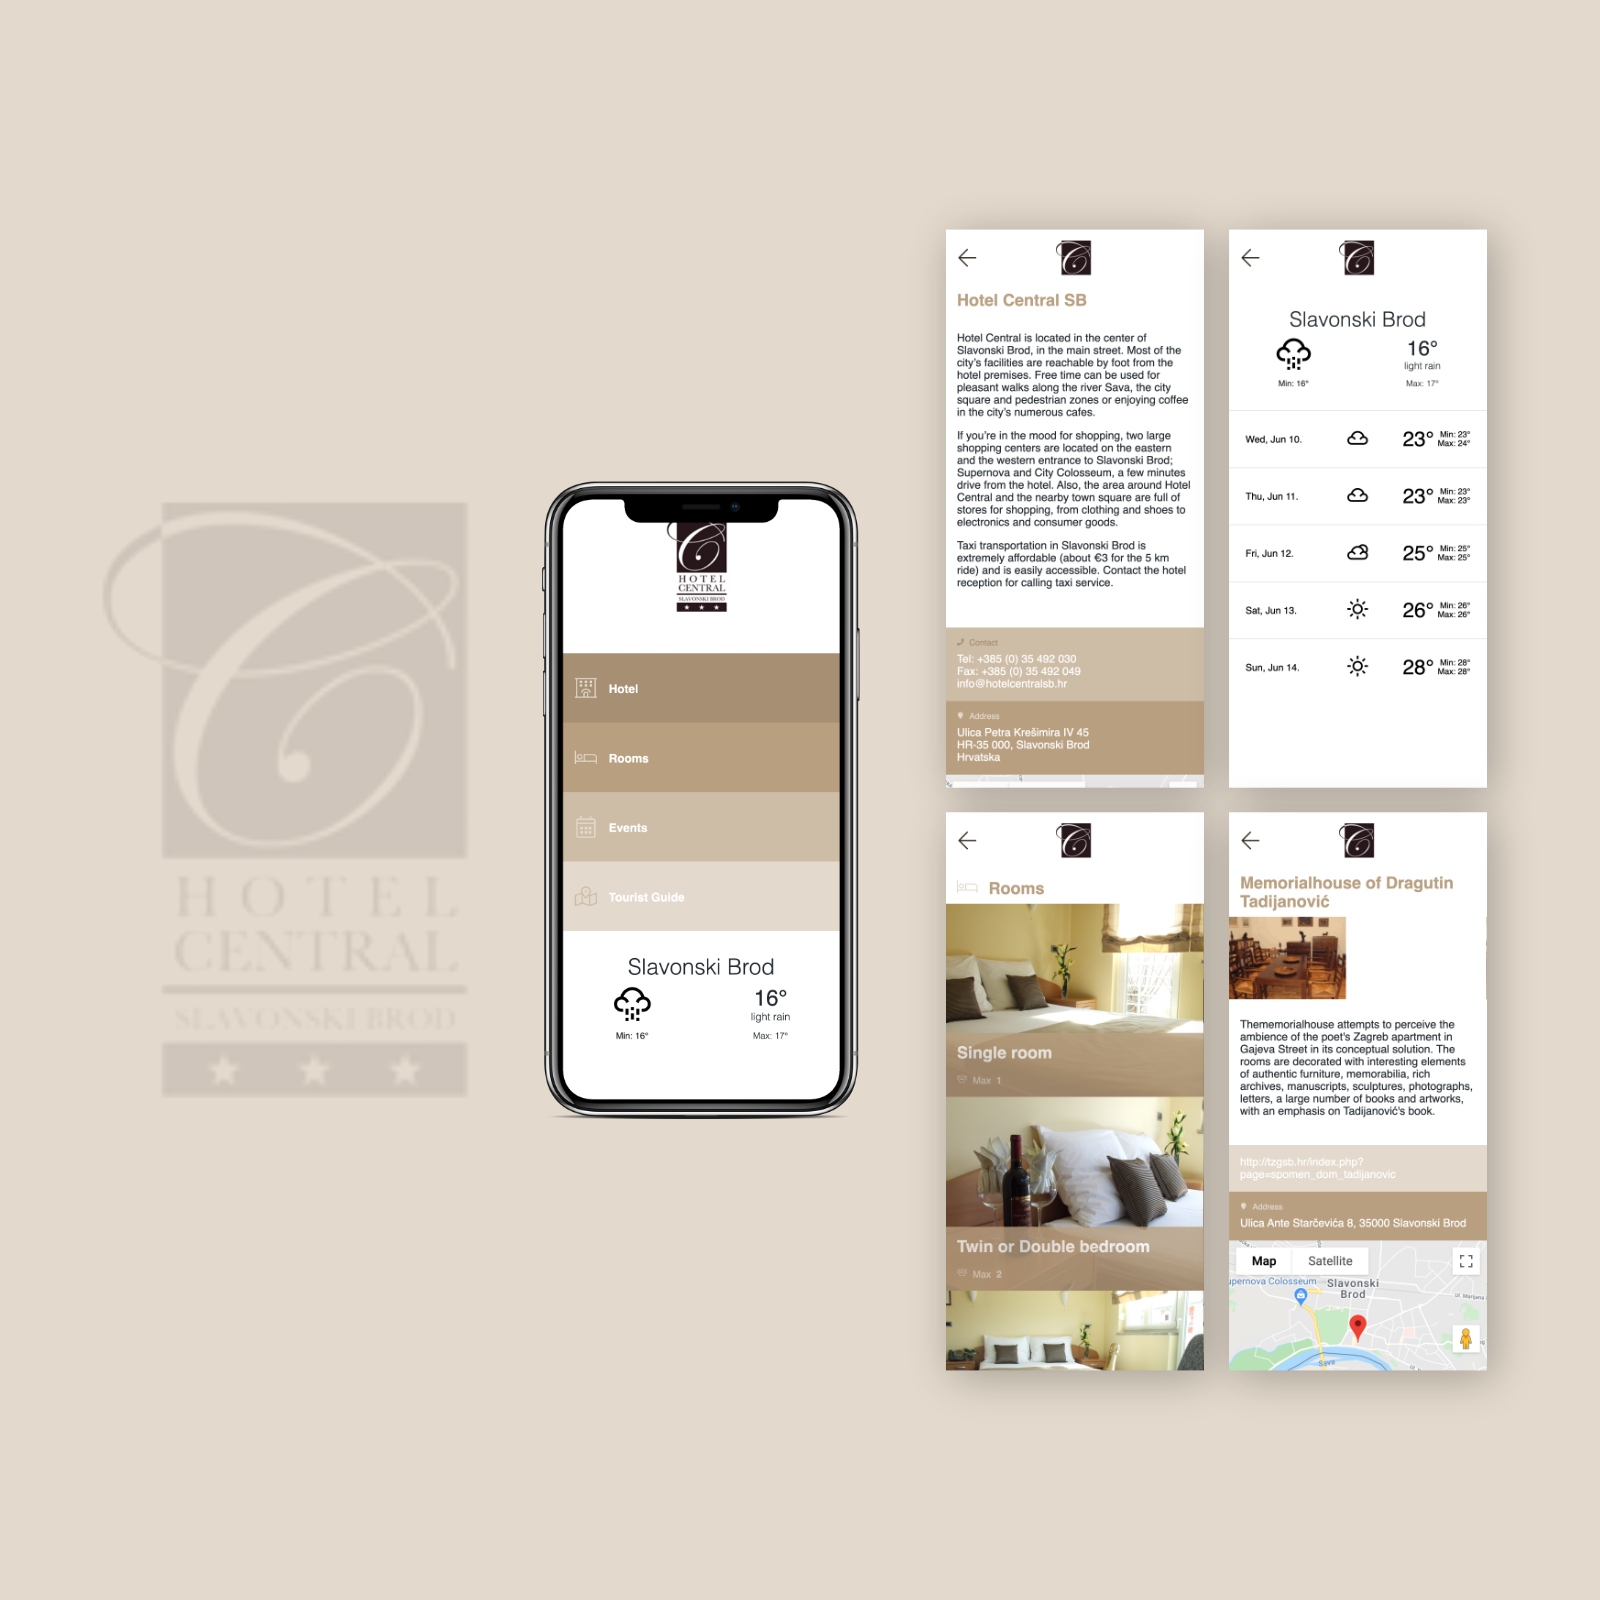 HOTEL
CENTRAL
SLAVONSKI BROD
HOTEL
CENTRAL
SLAVONSKI BROD
Hotel
Rooms
Events
Tourist Guide
Slavonski Brod
16°
light rain
Min: 16°
Max: 17°
Hotel Central SB
Hotel Central is located in the center of
Slavonski Brod, in the main street. Most of the
city's facilities are reachable by foot from the
hotel premises. Free time can be used for
pleasant walks along the river Sava, the city
square and pedestrian zones or enjoying coffee
in the city's numerous cafes.
If you're in the mood for shopping, two large
shopping centers are located on the eastern
and the western entrance to Slavonski Brod;
Supernova and City Colosseum, a few minutes
drive from the hotel. Also, the area around Hotel
Central and the nearby town square are full of
stores for shopping, from clothing and shoes to
electronics and consumer goods.
Taxi transportation in Slavonski Brod is
extremely affordable (about €3 for the 5 km
ride) and is easily accessible. Contact the hotel
reception for calling taxi service.
Contact
Tel: +385 (0) 35 492 030
Fax: +385 (0) 35 492 049
info@hotelcentralsb.hr
Address
Ulica Petra Krešimira IV 45
HR-35 000, Slavonski Brod
Hrvatska
Slavonski Brod
16°
light rain
Min: 16°
Max: 17°
Wed, Jun 10. 23° Min: 23° Max: 24°
Thu, Jun 11. 23° Min: 23° Max: 23°
Fri, Jun 12. 25° Min: 25° Max: 25°
Sat, Jun 13. 26° Min: 26° Max: 26°
Sun, Jun 14. 28° Min: 28° Max: 28°
Rooms
Single room
Max 1
Twin or Double bedroom
Max 2
Memorialhouse of Dragutin
Tadijanović
Thememorialhouse attempts to perceive the
ambience of the poet's Zagreb apartment in
Gajeva Street in its conceptual solution. The
rooms are decorated with interesting elements
of authentic furniture, memorabilia, rich
archives, manuscripts, sculptures, photographs,
letters, a large number of books and artworks,
with an emphasis on Tadijanović's book.
http://tzgsb.hr/index.php?
page=spomen_dom_tadijanovic
Address
Ulica Ante Starčevića 8, 35000 Slavonski Brod
Map Satellite
upernova Colosseum
Slavonski
Brod
ul. Marijana
Sava